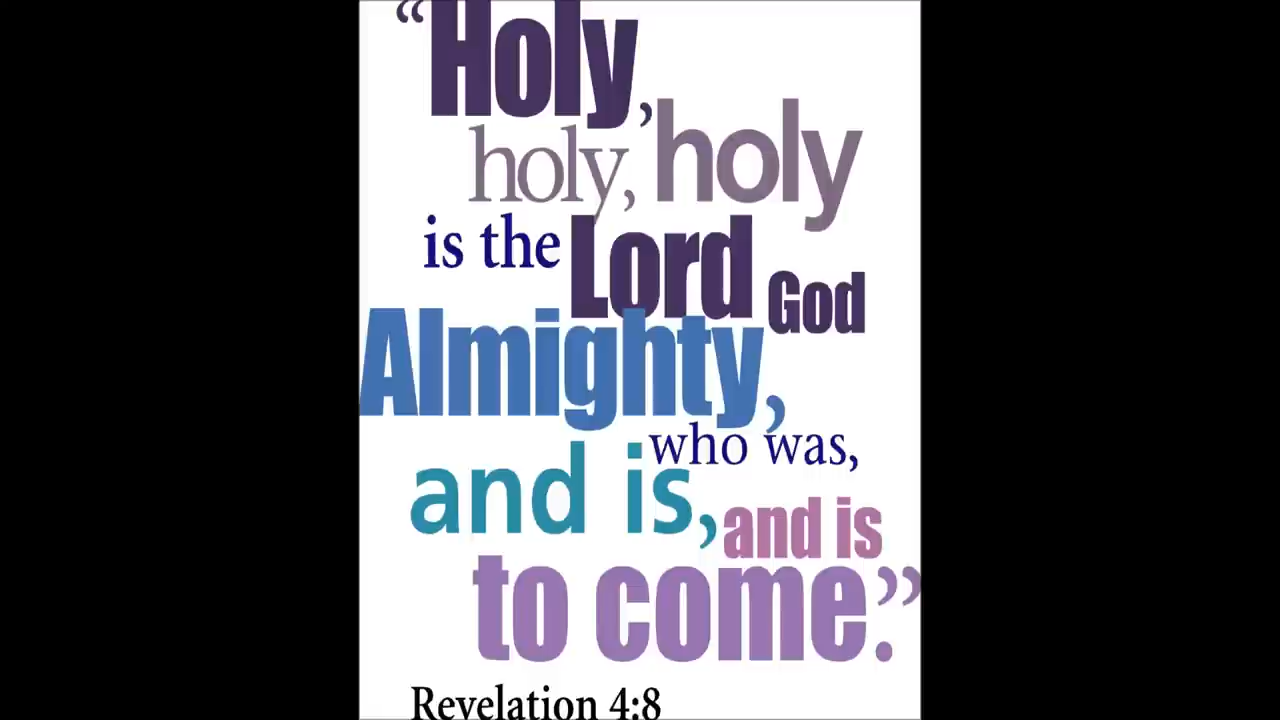 “Holy,
holy, holy
is the Lord God
Almighty,
who was,
and is, and is
to come.”
Revelation 4:8